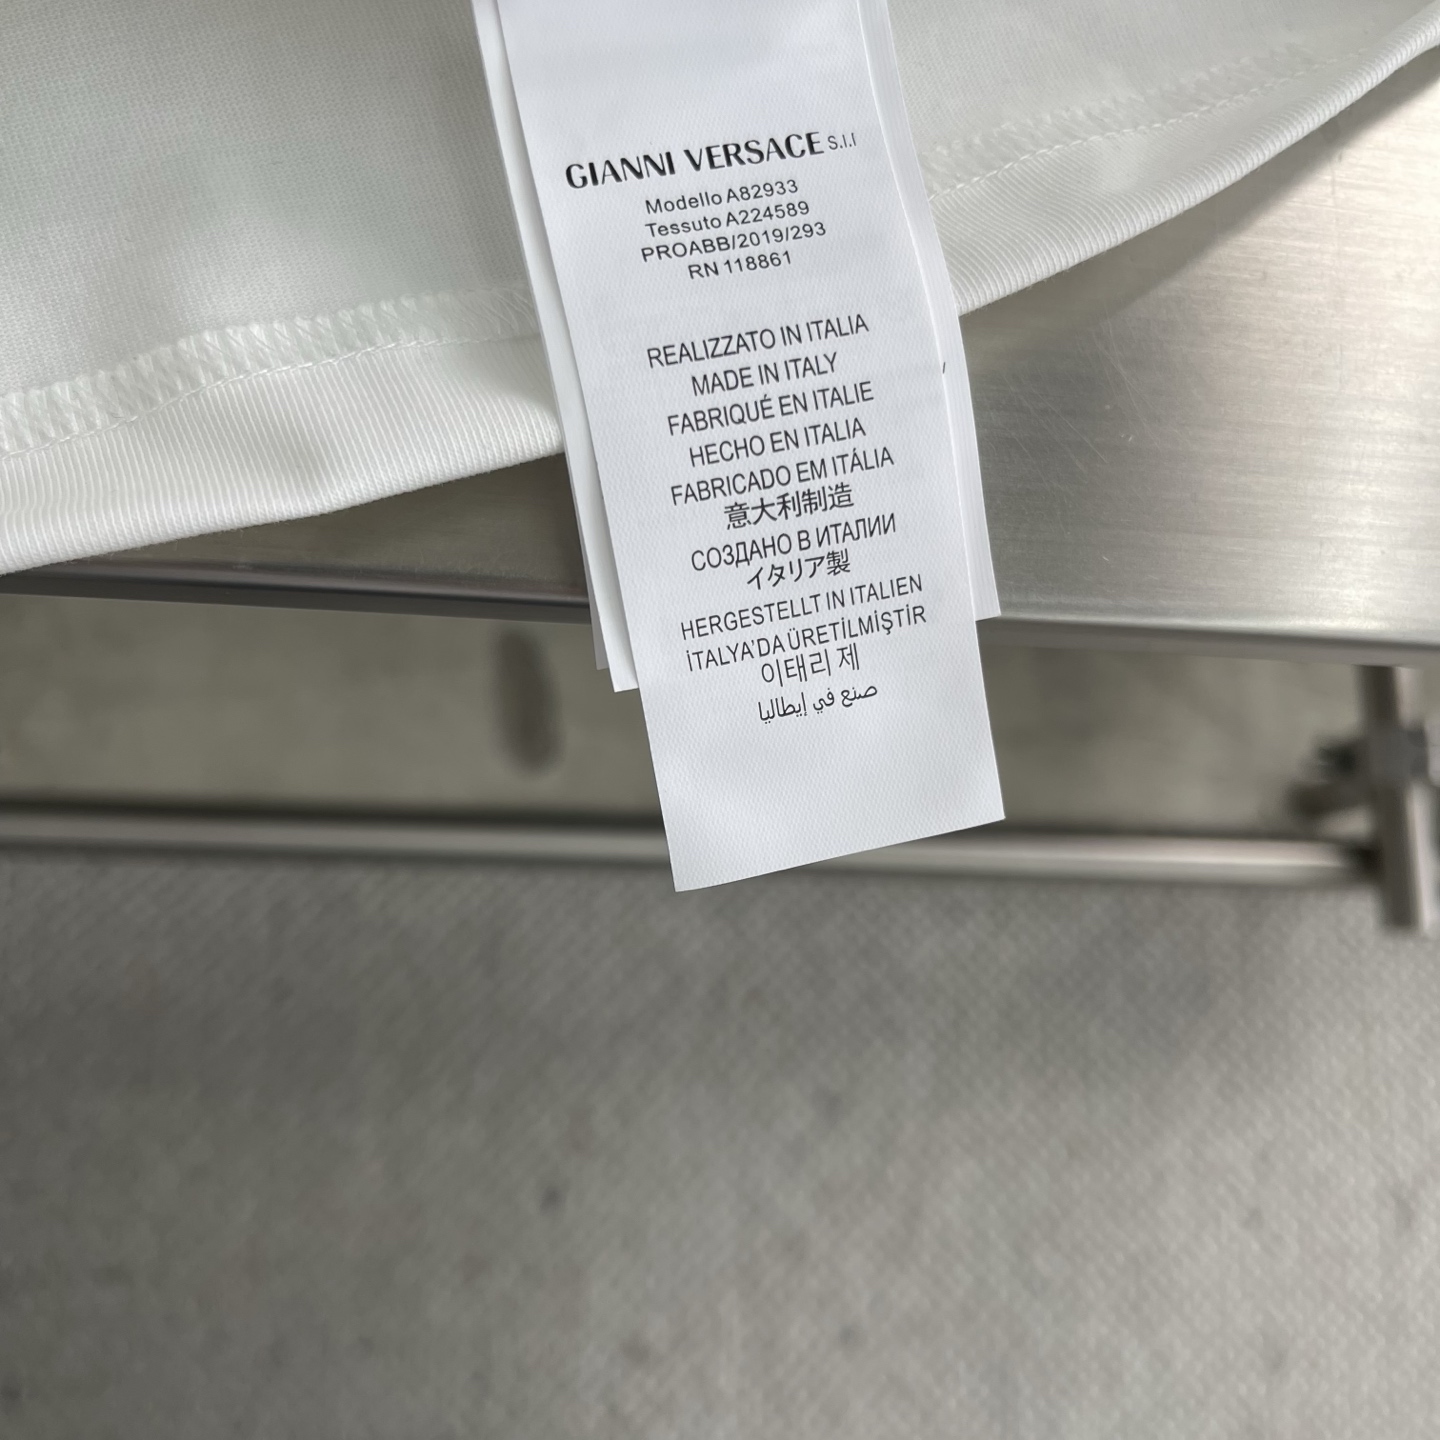 GIANNI VERSACE S.I.I
Modello A82933
Tessuto A224589
PROABB/2019/293
RN 118861
REALIZZATO IN ITALIA
MADE IN ITALY
FABRIQUÉ EN ITALIE
HECHO EN ITALIA
FABRICADO EM ITÁLIA
意大利制造
СОЗДАНО В ИТАЛИИ
イタリア製
HERGESTELLT IN ITALIEN
İTALYA'DA ÜRETİLMİŞTİR
이태리 제
صنع في إيطاليا